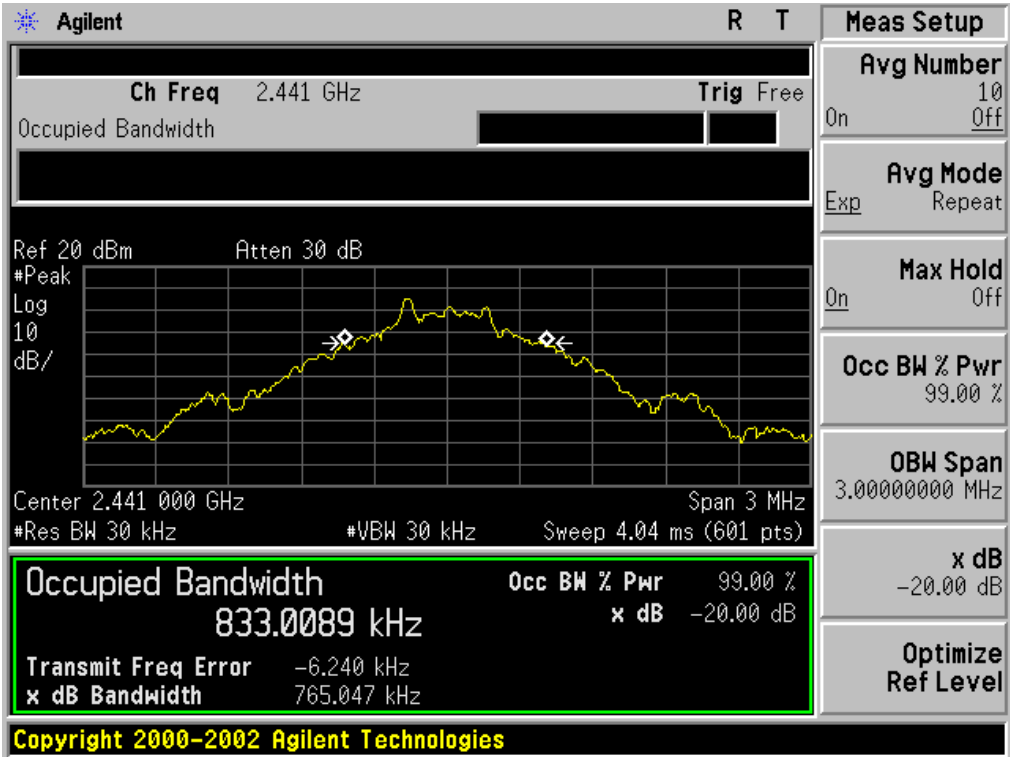 Agilent R T
Ch Freq 2.441 GHz Trig Free
Occupied Bandwidth
Ref 20 dBm Atten 30 dB
#Peak
Log
10
dB/
Center 2.441 000 GHz Span 3 MHz
#Res BW 30 kHz #VBW 30 kHz Sweep 4.04 ms (601 pts)
Occupied Bandwidth Occ BW % Pwr 99.00 %
833.0089 kHz x dB -20.00 dB
Transmit Freq Error -6.240 kHz
x dB Bandwidth 765.047 kHz
Copyright 2000-2002 Agilent Technologies
Meas Setup
Avg Number
10
On Off
Avg Mode
Exp Repeat
Max Hold
On Off
Occ BW % Pwr
99.00 %
OBW Span
3.00000000 MHz
x dB
-20.00 dB
Optimize
Ref Level